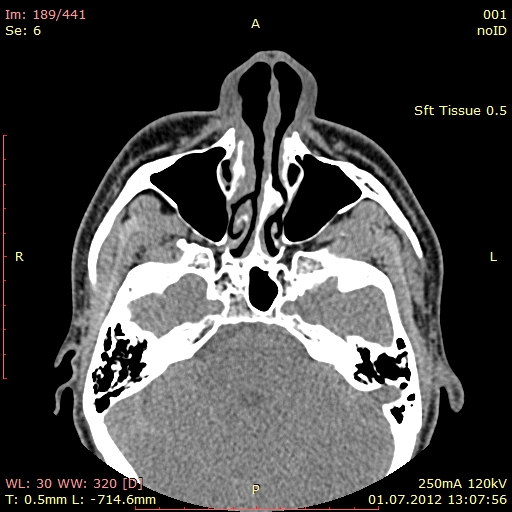 Im: 189/441
Se: 6
A
001
noID
Sft Tissue 0.5
R
L
WL: 30 WW: 320 [D]
T: 0.5mm L: -714.6mm
P
250mA 120kV
01.07.2012 13:07:56